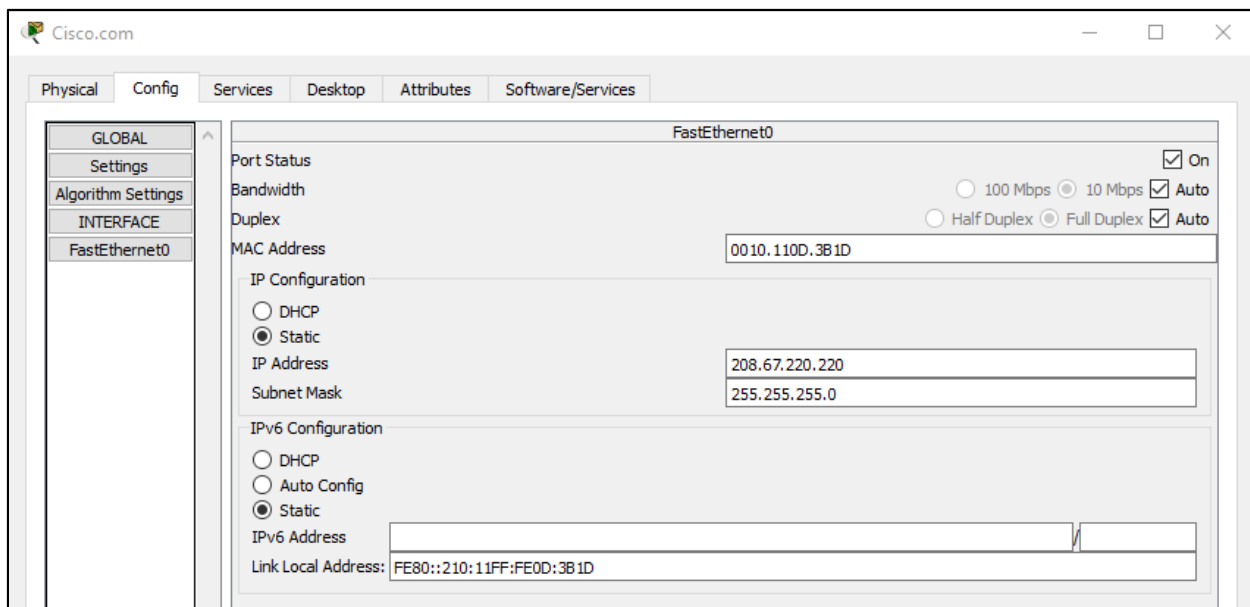 Cisco.com
Physical Config Services Desktop Attributes Software/Services
GLOBAL
Settings
Algorithm Settings
INTERFACE
FastEthernet0
FastEthernet0
Port Status On
Bandwidth 100 Mbps 10 Mbps Auto
Duplex Half Duplex Full Duplex Auto
MAC Address 0010.110D.3B1D
IP Configuration
DHCP
Static
IP Address 208.67.220.220
Subnet Mask 255.255.255.0
IPv6 Configuration
DHCP
Auto Config
Static
IPv6 Address /
Link Local Address: FE80::210:11FF:FE0D:3B1D